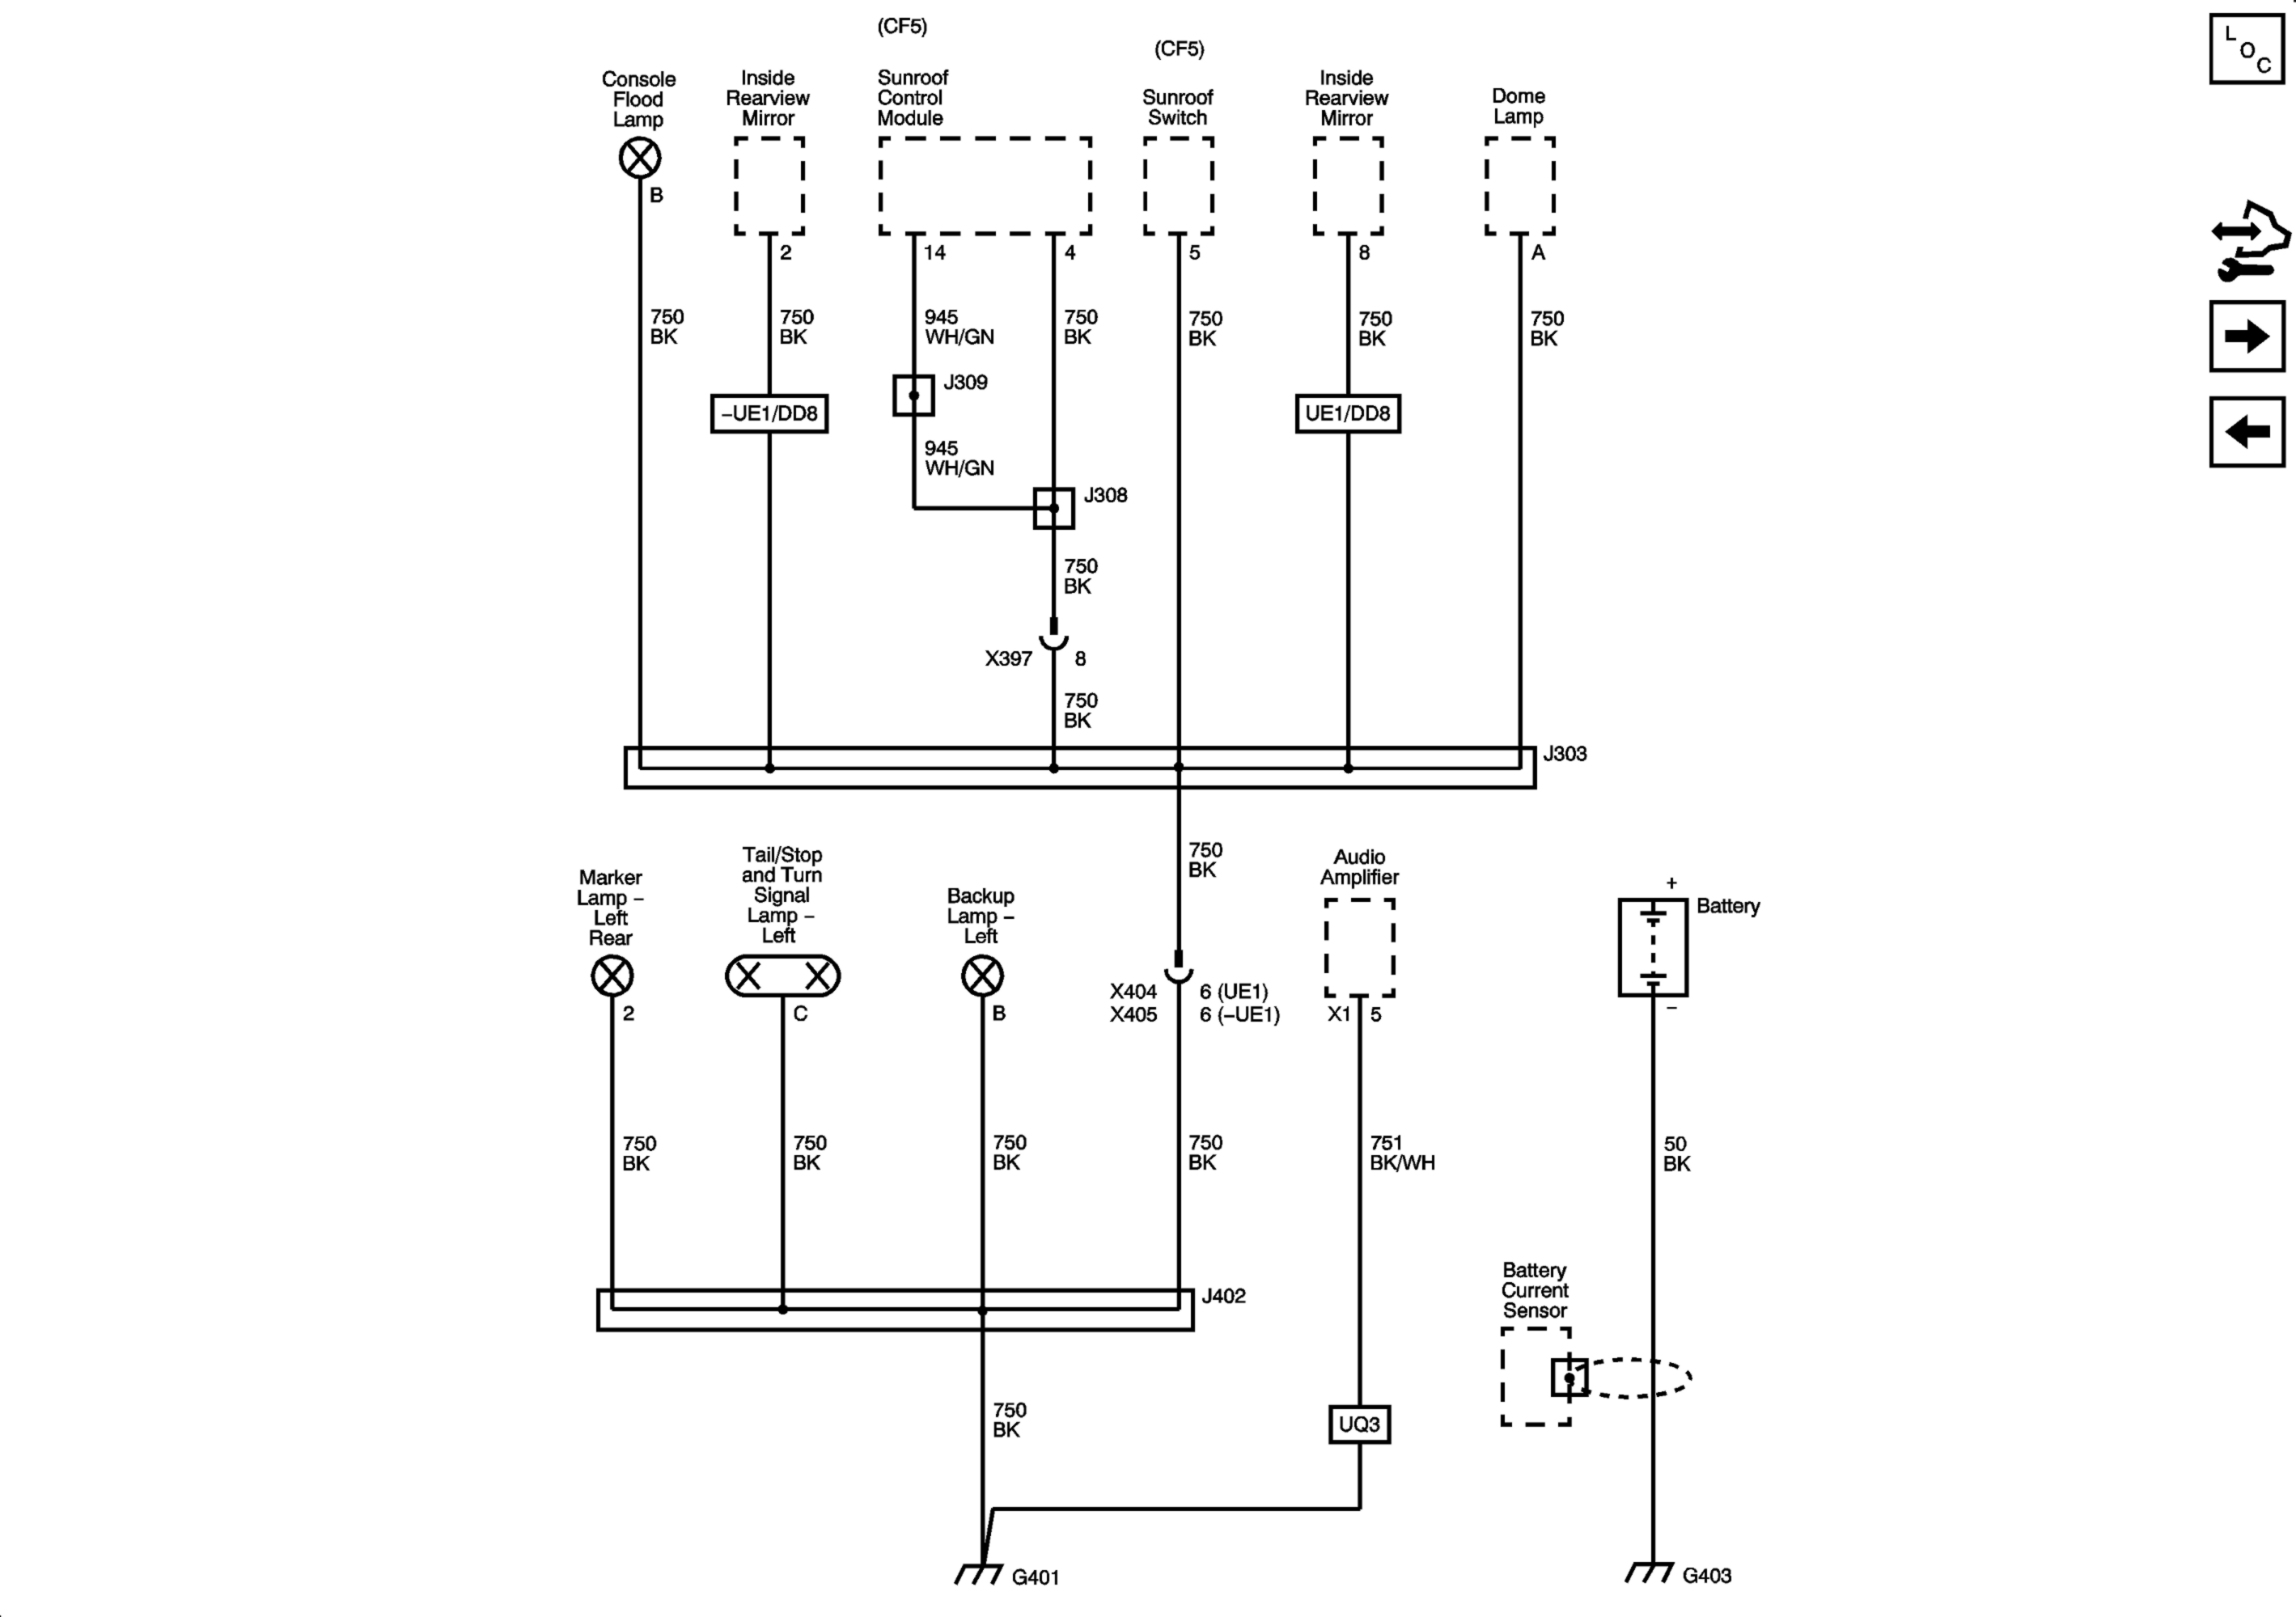 (CF5)
(CF5)
Console
Flood
Lamp
Inside
Rearview
Mirror
Sunroof
Control
Module
Sunroof
Switch
Inside
Rearview
Mirror
Dome
Lamp
L
O
C
B
2
14
4
5
8
A
750
BK
750
BK
945
WH/GN
750
BK
750
BK
750
BK
750
BK
J309
–UE1/DD8
UE1/DD8
945
WH/GN
J308
750
BK
X397
8
750
BK
J303
750
BK
Marker
Lamp –
Left
Rear
Tail/Stop
and Turn
Signal
Lamp –
Left
Backup
Lamp –
Left
Audio
Amplifier
+
Battery
–
X404
6 (UE1)
X405
6 (–UE1)
2
C
B
X1
5
750
BK
750
BK
750
BK
750
BK
751
BK/WH
50
BK
J402
Battery
Current
Sensor
750
BK
UQ3
G401
G403